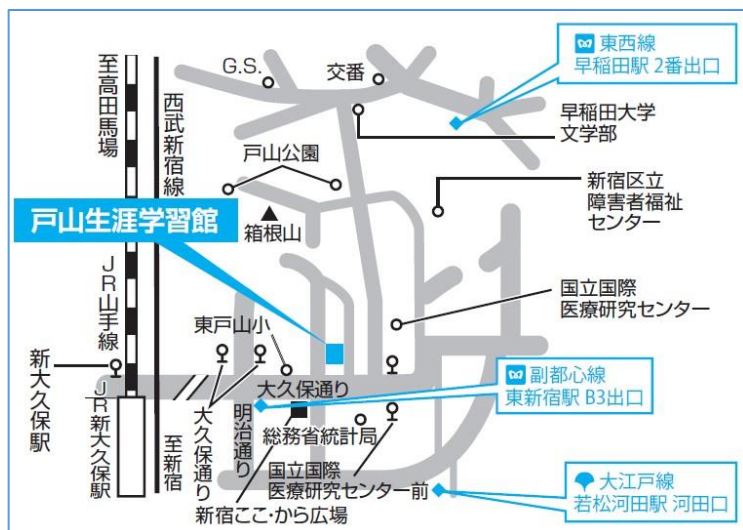 東西線
早稲田駅 2番出口
G.S.
交番
至高田馬場
西武新宿線
早稲田大学
文学部
戸山公園
新宿区立
障害者福祉
センター
戸山生涯学習館
箱根山
JR山手線
国立国際
医療研究センター
東戸山小
新大久保駅
大久保通り
副都心線
東新宿駅 B3出口
JR新大久保駅
至新宿
大久保通り
明治通り
総務省統計局
国立国際
医療研究センター前
新宿ここ・から広場
大江戸線
若松河田駅 河田口